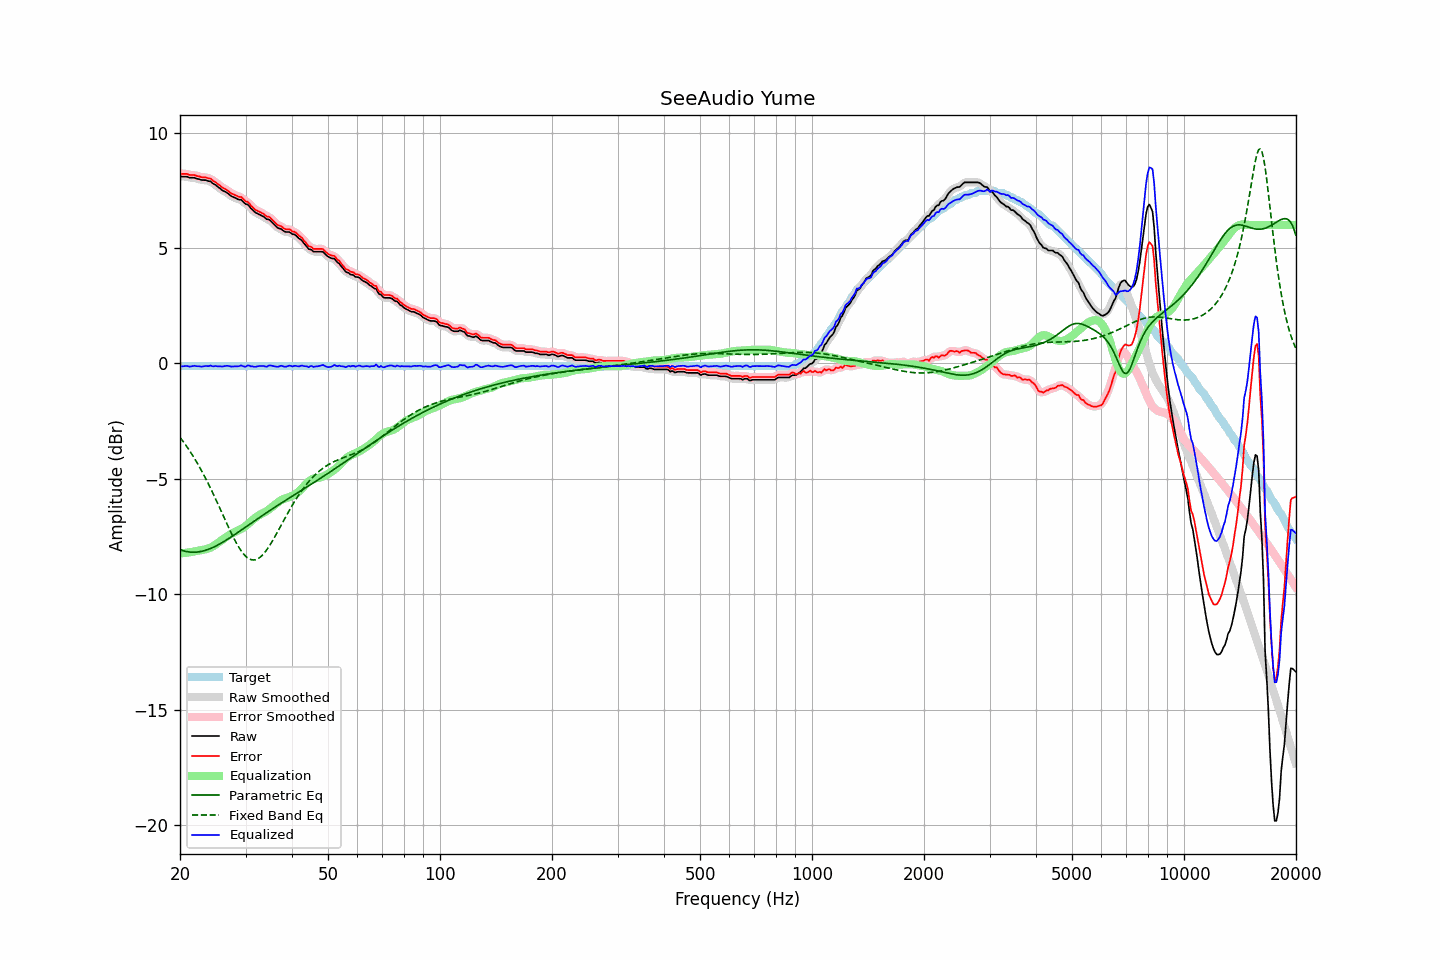 SeeAudio Yume
Amplitude (dBr)
10
5
0
−5
−10
−15
−20
Target
Raw Smoothed
Error Smoothed
Raw
Error
Equalization
Parametric Eq
Fixed Band Eq
Equalized
20 50 100 200 500 1000 2000 5000 10000 20000
Frequency (Hz)